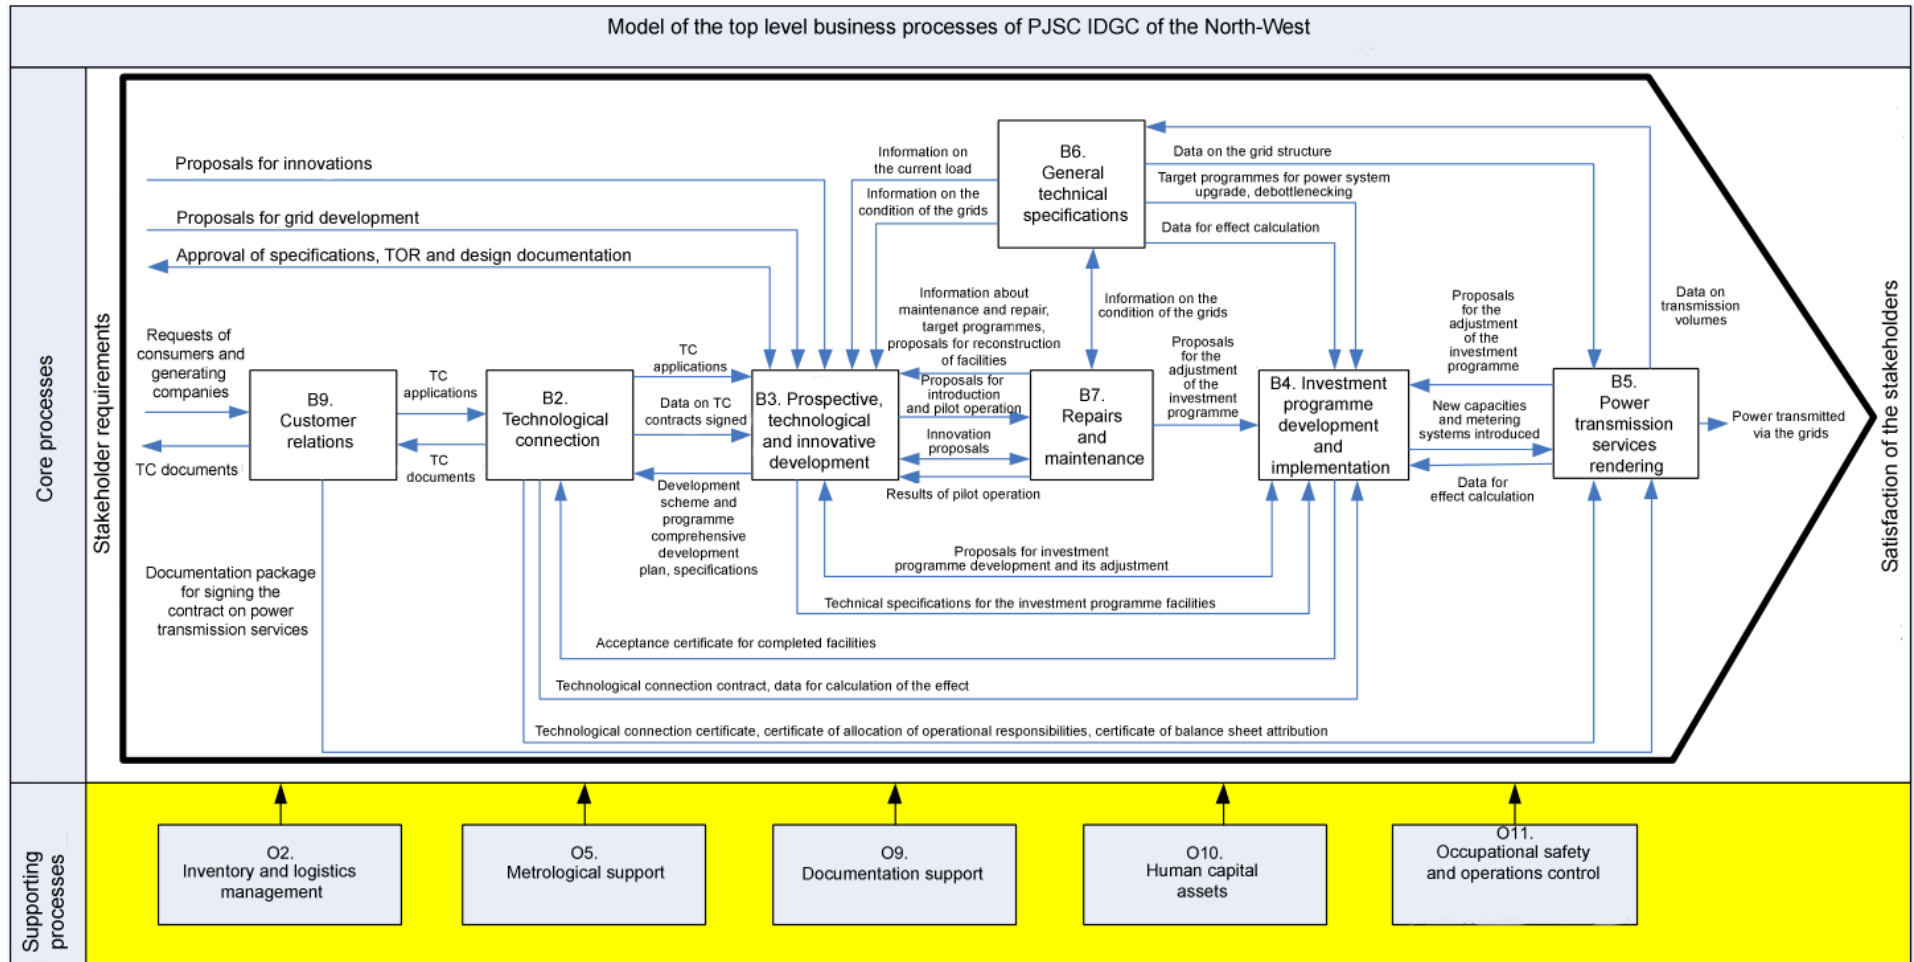 Model of the top level business processes of PJSC IDGC of the North-West
Core processes
Stakeholder requirements
Proposals for innovations
Proposals for grid development
Approval of specifications, TOR and design documentation
Requests of
consumers and
generating
companies
TC documents
B9.
Customer
relations
TC
applications
TC
documents
B2.
Technological
connection
TC
applications
Data on TC
contracts signed
Development
scheme and
programme
comprehensive
development
plan, specifications
B3. Prospective,
technological
and innovative
development
Information on
the current load
Information on the
condition of the grids
B6.
General
technical
specifications
Data on the grid structure
Target programmes for power system
upgrade, debottlenecking
Data for effect calculation
Information about
maintenance and repair,
target programmes,
proposals for reconstruction
of facilities
Proposals for
introduction
and pilot operation
Innovation
proposals
Results of pilot operation
Information on the
condition of the grids
B7.
Repairs
and
maintenance
Proposals
for the
adjustment
of the
investment
programme
B4. Investment
programme
development
and
implementation
Proposals
for the
adjustment
of the
investment
programme
New capacities
and metering
systems introduced
Data for
effect calculation
Data on
transmission
volumes
B5.
Power
transmission
services
rendering
Power transmitted
via the grids
Satisfaction of the stakeholders
Documentation package
for signing the
contract on power
transmission services
Proposals for investment
programme development and its adjustment
Technical specifications for the investment programme facilities
Acceptance certificate for completed facilities
Technological connection contract, data for calculation of the effect
Technological connection certificate, certificate of allocation of operational responsibilities, certificate of balance sheet attribution
Supporting
processes
O2.
Inventory and logistics
management
O5.
Metrological support
O9.
Documentation support
O10.
Human capital
assets
O11.
Occupational safety
and operations control